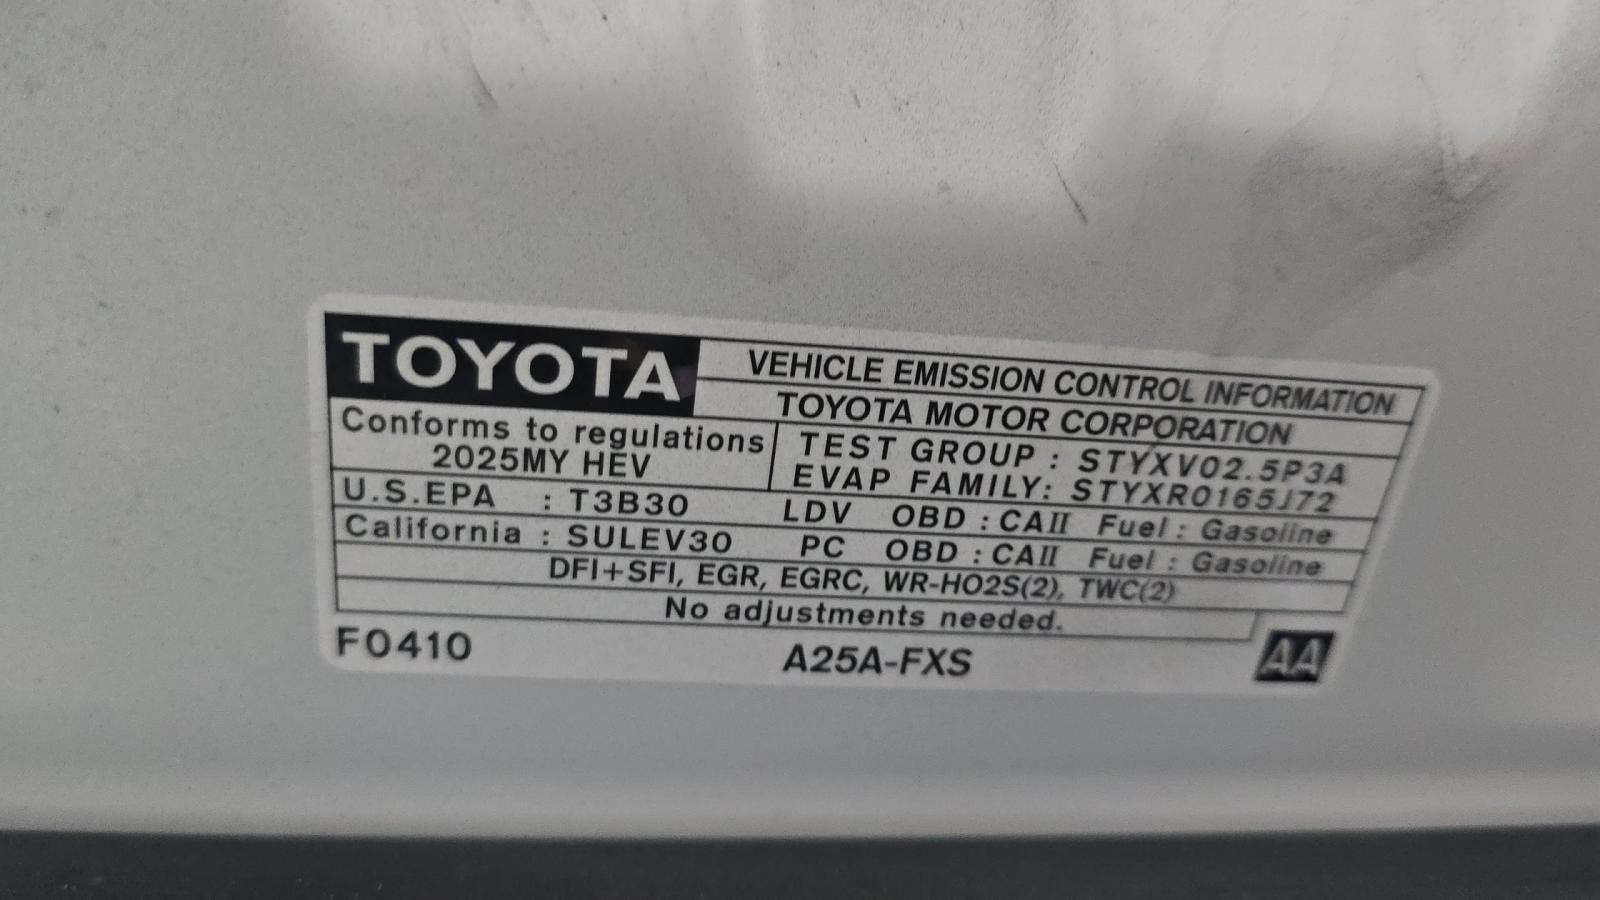 TOYOTA
VEHICLE EMISSION CONTROL INFORMATION
TOYOTA MOTOR CORPORATION
Conforms to regulations
2025MY HEV
TEST GROUP : STYXV02.5P3A
EVAP FAMILY: STYXR0165J72
U.S.EPA : T3B30 LDV OBD : CAII Fuel : Gasoline
California : SULEV30 PC OBD : CAII Fuel : Gasoline
DFI+SFI, EGR, EGRC, WR-HO2S(2), TWC(2)
No adjustments needed.
F0410 A25A-FXS AA